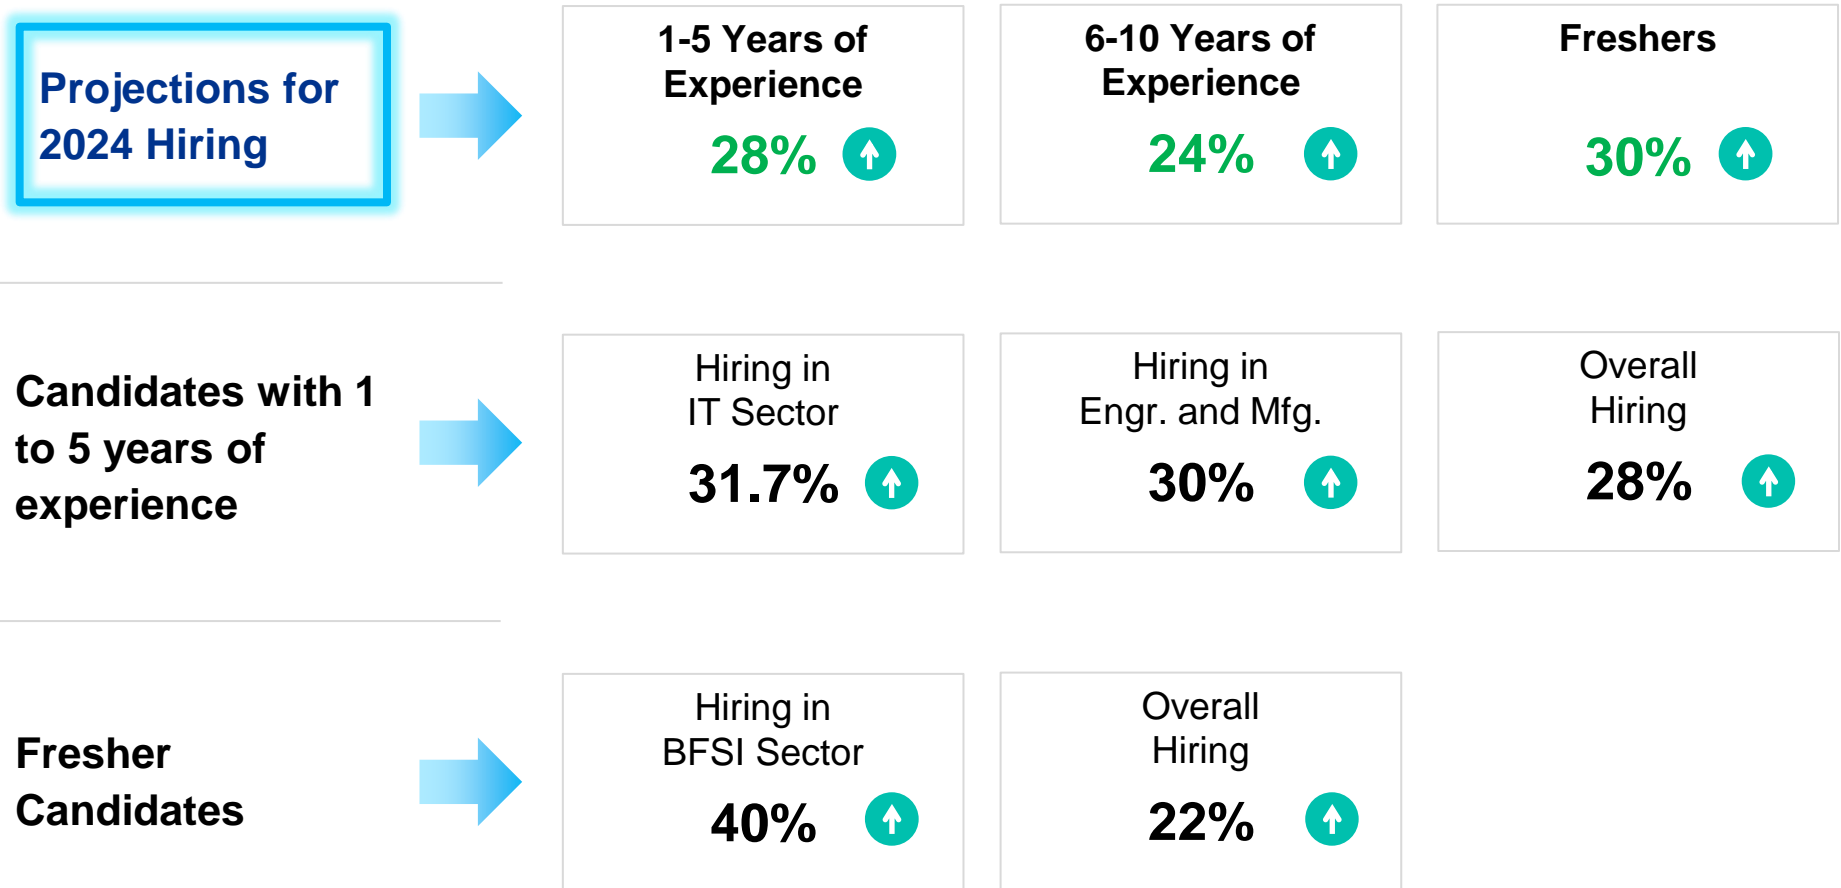 Projections for
2024 Hiring
1-5 Years of
Experience
28%
6-10 Years of
Experience
24%
Freshers
30%
Candidates with 1
to 5 years of
experience
Hiring in
IT Sector
31.7%
Hiring in
Engr. and Mfg.
30%
Overall
Hiring
28%
Fresher
Candidates
Hiring in
BFSI Sector
40%
Overall
Hiring
22%